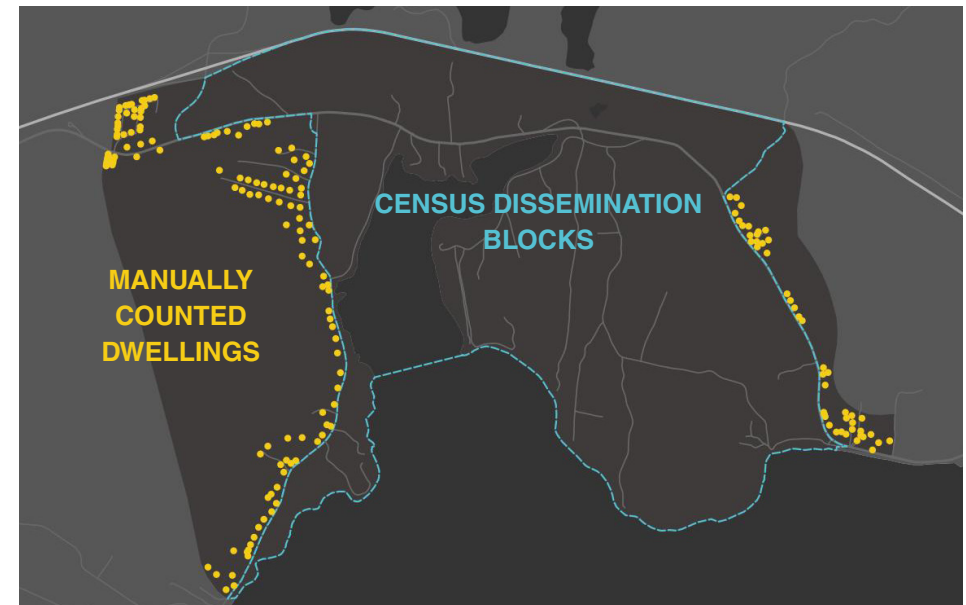 CENSUS DISSEMINATION
BLOCKS
MANUALLY
COUNTED
DWELLINGS